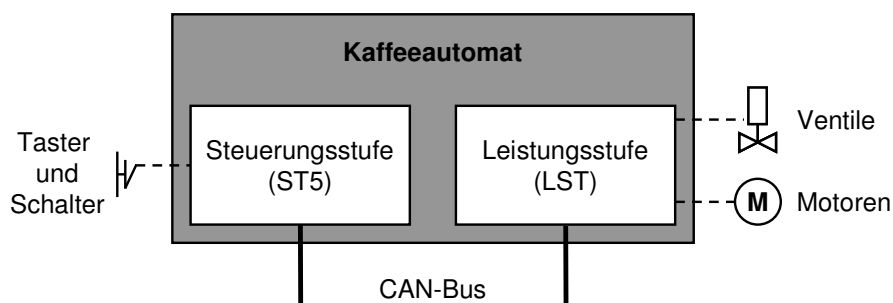 Kaffeeautomat
Taster
und
Schalter
Steuerungsstufe
(ST5)
Leistungsstufe
(LST)
Ventile
M
Motoren
CAN-Bus